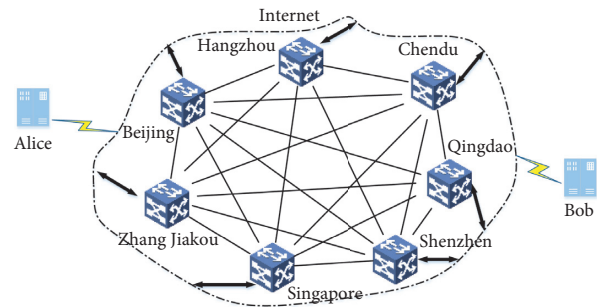 Internet
Hangzhou
Chendu
Beijing
Alice
Qingdao
Bob
Zhang Jiakou
Shenzhen
Singapore